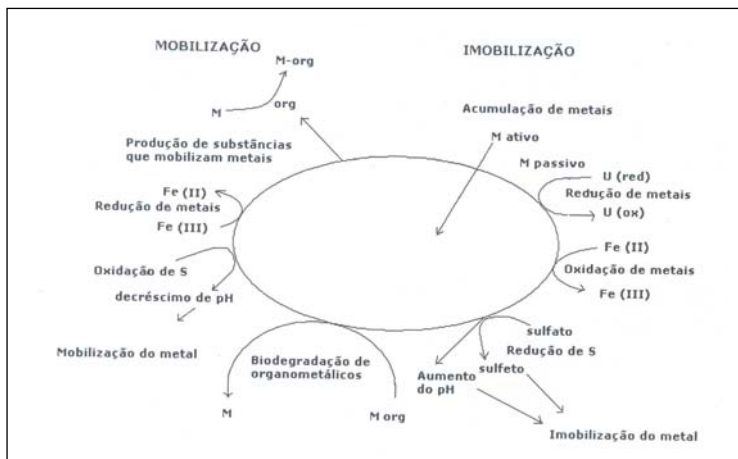 MOBILIZAÇÃO
IMOBILIZAÇÃO
M-org
M
org
Acumulação de metais
M ativo
Produção de substâncias
que mobilizam metais
M passivo
U (red)
Redução de metais
U (ox)
Fe (II)
Redução de metais
Fe (III)
Fe (II)
Oxidação de metais
Fe (III)
Oxidação de S
decréscimo de pH
Mobilização do metal
sulfato
Redução de S
sulfeto
Aumento
do pH
Biodegradação de
organometálicos
M
M org
Imobilização do metal